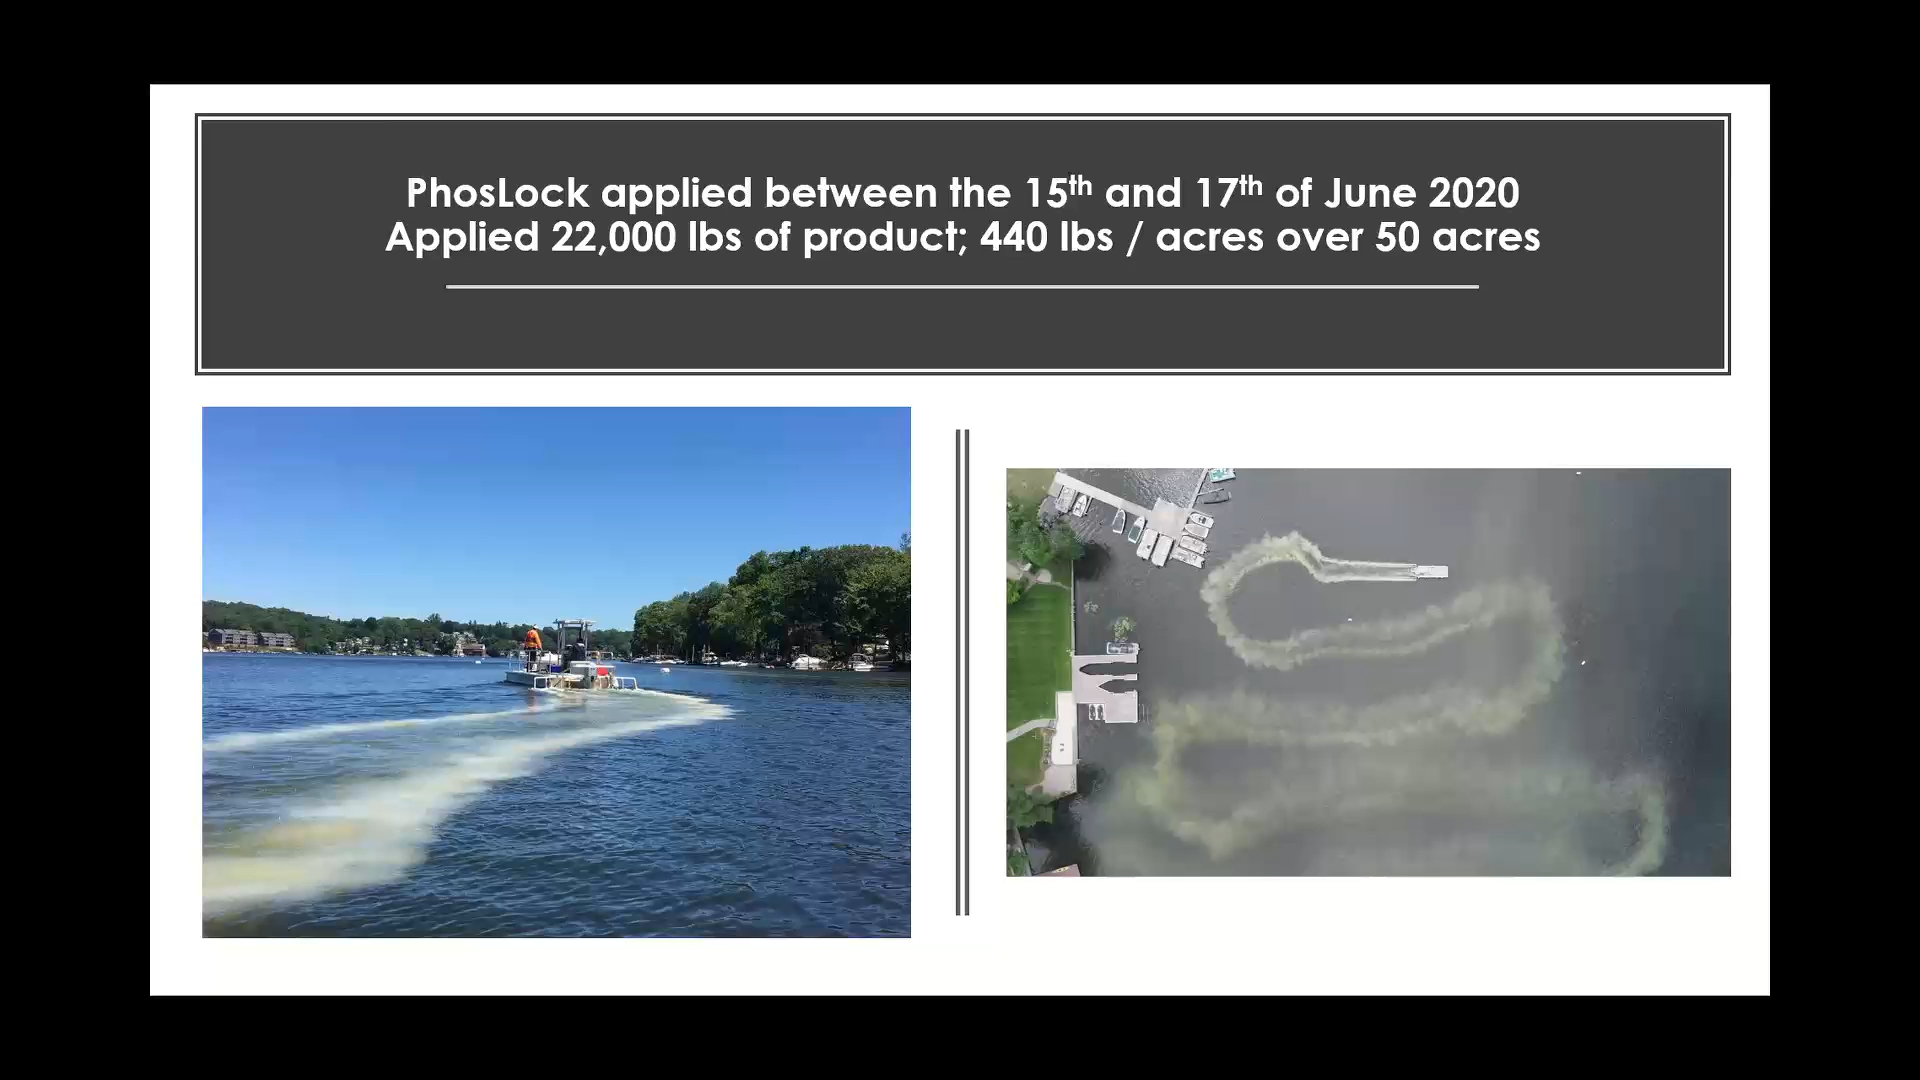 PhosLock applied between the 15th and 17th of June 2020
Applied 22,000 lbs of product; 440 lbs / acres over 50 acres